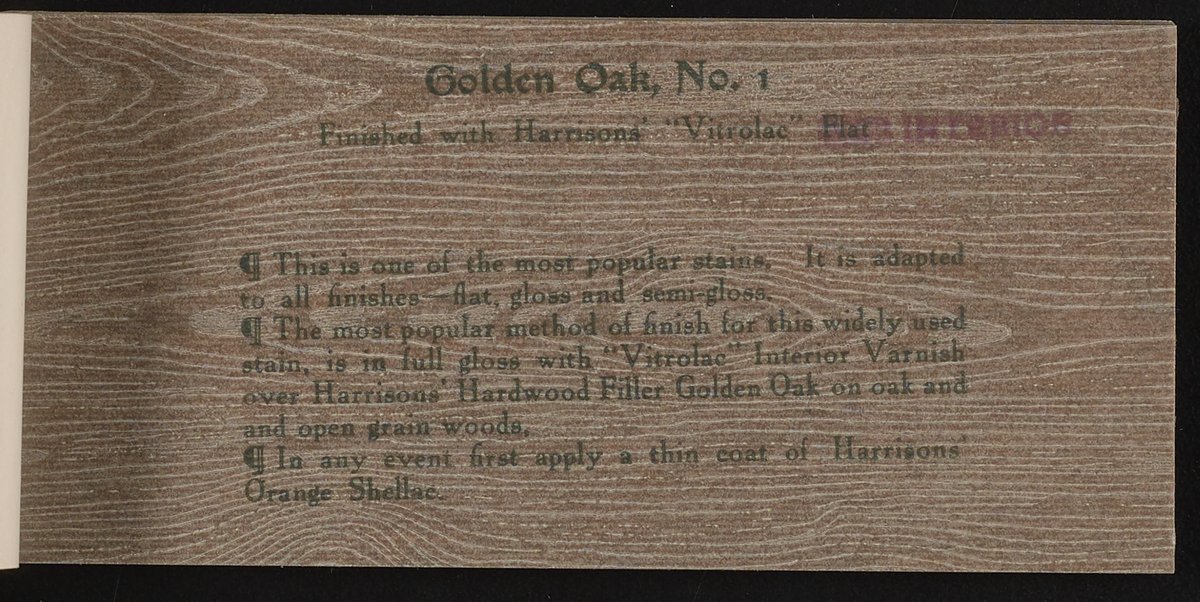 Golden Oak, No. 1
Finished with Harrisons' "Vitrolac" Flat INTERIOR
¶ This is one of the most popular stains. It is adapted
to all finishes—flat, gloss and semi-gloss.
¶ The most popular method of finish for this widely used
stain, is in full gloss with "Vitrolac" Interior Varnish
over Harrisons' Hardwood Filler Golden Oak on oak and
and open grain woods.
¶ In any event first apply a thin coat of Harrisons'
Orange Shellac.